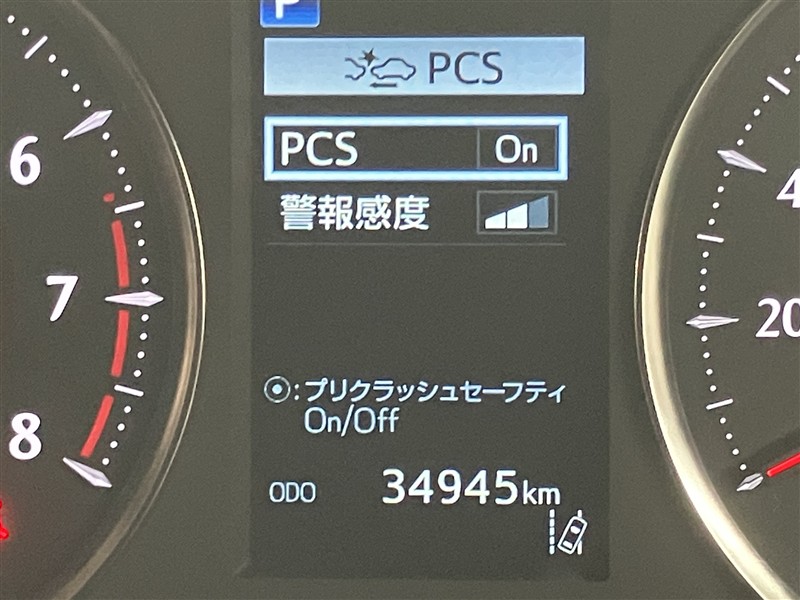 P
PCS
PCS On
警報感度
6
7
8
4
20
: プリクラッシュセーフティ
On/Off
ODO 34945km